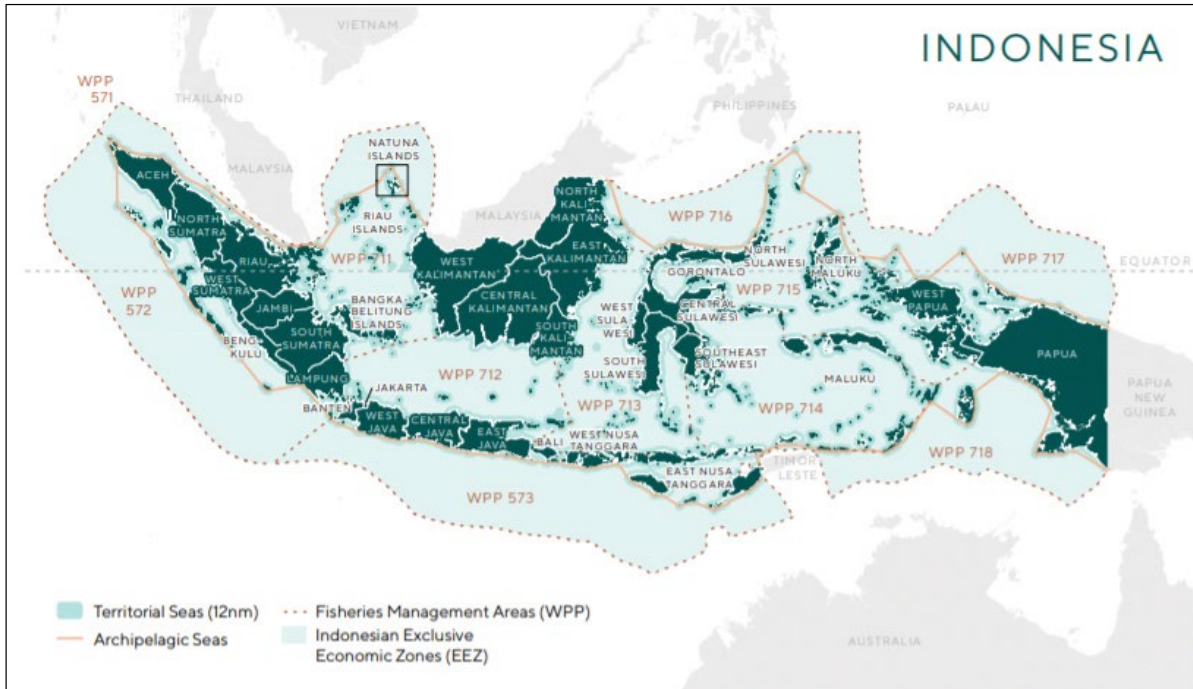 INDONESIA
VIETNAM
WPP
571
THAILAND
PHILIPPINES
PALAU
NATUNA
ISLANDS
MALAYSIA
ACEH
NORTH
SUMATRA
RIAU
ISLANDS
MALAYSIA
NORTH
KALI
MANTAN
WPP 716
WPP 711
RIAU
WEST
KALIMANTAN
EAST
KALIMANTAN
NORTH
SULAWESI
GORONTALO
NORTH
MALUKU
WPP 717
EQUATOR
WPP
572
WEST
SUMATRA
JAMBI
BANGKA
BELITUNG
ISLANDS
CENTRAL
KALIMANTAN
WPP 715
WEST
PAPUA
WEST
SULA
WESI
CENTRAL
SULAWESI
SOUTH
SUMATRA
SOUTH
KALI
MANTAN
BENG
KULU
SOUTH
SULAWESI
SOUTHEAST
SULAWESI
PAPUA
LAMPUNG
WPP 712
MALUKU
JAKARTA
PAPUA
NEW
GUINEA
BANTEN
WPP 713
WPP 714
WEST
JAVA
CENTRAL
JAVA
EAST
JAVA
BALI
WEST NUSA
TANGGARA
EAST NUSA
TANGGARA
TIMOR
LESTE
WPP 718
WPP 573
Territorial Seas (12nm)
Archipelagic Seas
Fisheries Management Areas (WPP)
Indonesian Exclusive
Economic Zones (EEZ)
AUSTRALIA